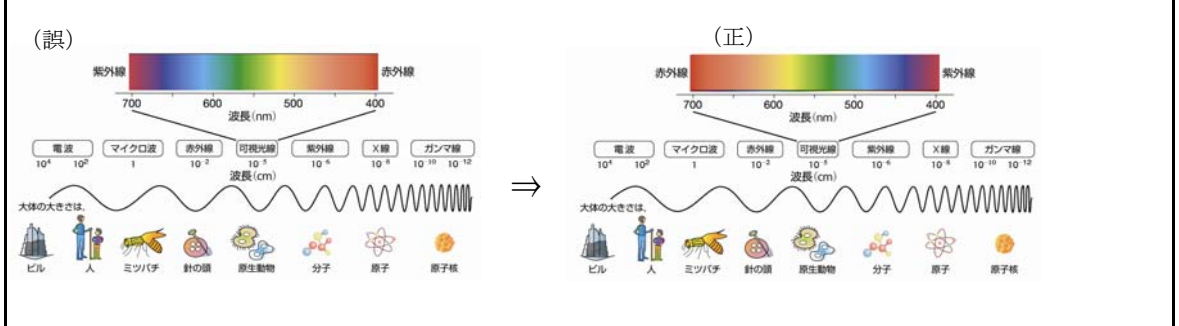 （誤）
紫外線 赤外線
700 600 500 400
波長(nm)
電波 マイクロ波 赤外線 可視光線 紫外線 X線 ガンマ線
10⁴ 10² 1 10⁻² 10⁻⁵ 10⁻⁶ 10⁻⁸ 10⁻¹⁰ 10⁻¹²
波長(cm)
大体の大きさは、
ビル 人 ミツバチ 針の頭 原生動物 分子 原子 原子核
⇒
（正）
赤外線 紫外線
700 600 500 400
波長(nm)
電波 マイクロ波 赤外線 可視光線 紫外線 X線 ガンマ線
10⁴ 10² 1 10⁻² 10⁻⁵ 10⁻⁶ 10⁻⁸ 10⁻¹⁰ 10⁻¹²
波長(cm)
大体の大きさは、
ビル 人 ミツバチ 針の頭 原生動物 分子 原子 原子核